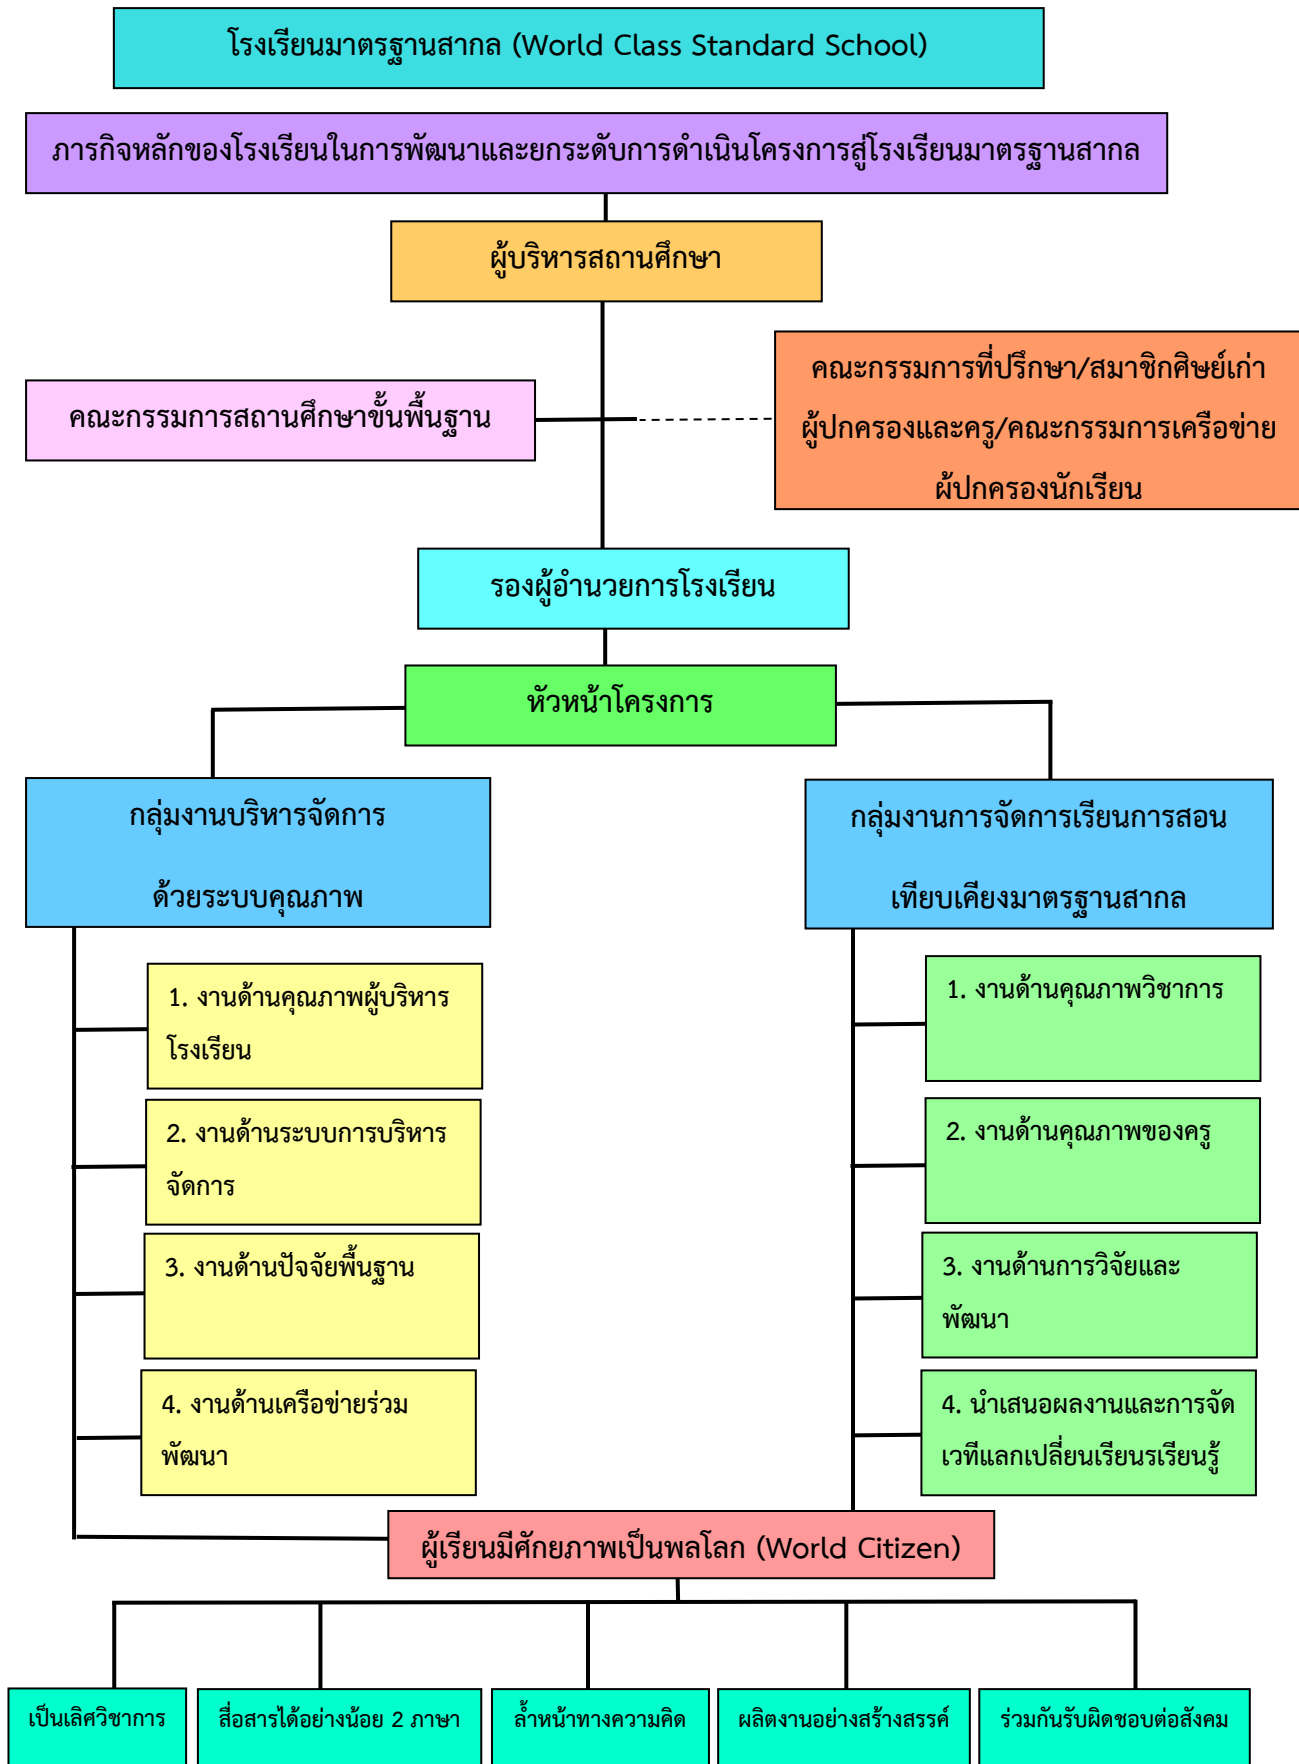 โรงเรียนมาตรฐานสากล (World Class Standard School)
ภารกิจหลักของโรงเรียนในการพัฒนาและยกระดับการดำเนินโครงการสู่โรงเรียนมาตรฐานสากล
ผู้บริหารสถานศึกษา
คณะกรรมการสถานศึกษาขั้นพื้นฐาน
คณะกรรมการที่ปรึกษา/สมาชิกศิษย์เก่า
ผู้ปกครองและครู/คณะกรรมการเครือข่าย
ผู้ปกครองนักเรียน
รองผู้อำนวยการโรงเรียน
หัวหน้าโครงการ
กลุ่มงานบริหารจัดการ
ด้วยระบบคุณภาพ
1. งานด้านคุณภาพผู้บริหาร
โรงเรียน
2. งานด้านระบบการบริหาร
จัดการ
3. งานด้านปัจจัยพื้นฐาน
4. งานด้านเครือข่ายร่วม
พัฒนา
กลุ่มงานการจัดการเรียนการสอน
เทียบเคียงมาตรฐานสากล
1. งานด้านคุณภาพวิชาการ
2. งานด้านคุณภาพของครู
3. งานด้านการวิจัยและ
พัฒนา
4. นำเสนอผลงานและการจัด
เวทีแลกเปลี่ยนเรียนรเรียนรู้
ผู้เรียนมีศักยภาพเป็นพลโลก (World Citizen)
เป็นเลิศวิชาการ
สื่อสารได้อย่างน้อย 2 ภาษา
ล้ำหน้าทางความคิด
ผลิตงานอย่างสร้างสรรค์
ร่วมกันรับผิดชอบต่อสังคม